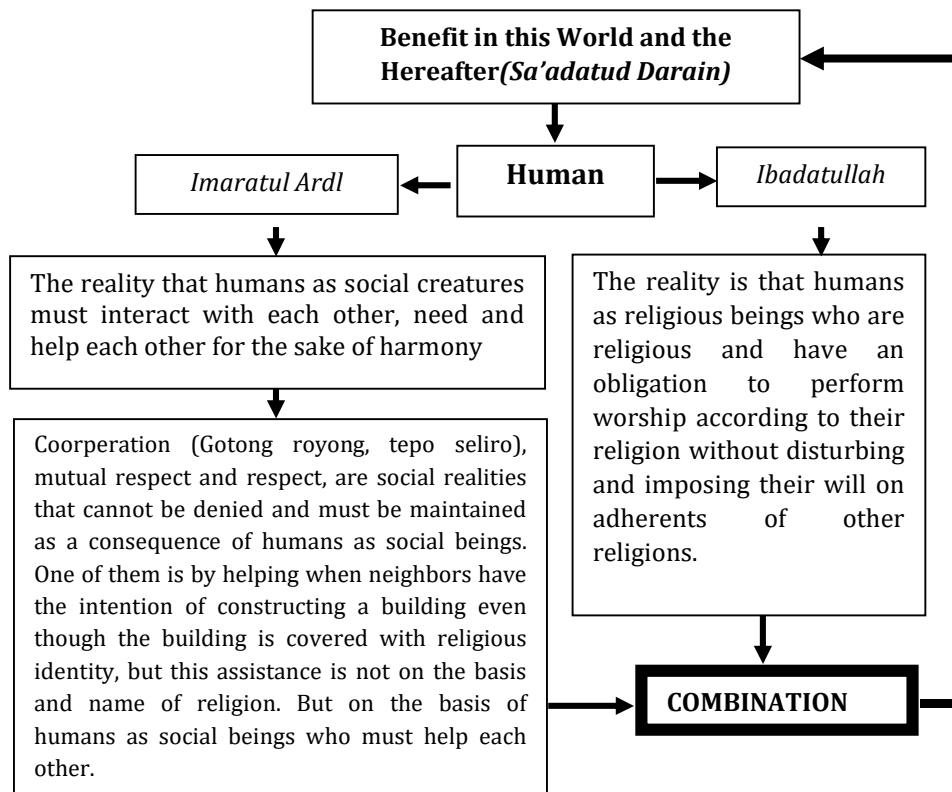 Benefit in this World and the
Hereafter(Sa’adatud Darain)
Imaratul Ardl
Human
Ibadatullah
The reality that humans as social creatures
must interact with each other, need and
help each other for the sake of harmony
The reality is that humans
as religious beings who are
religious and have an
obligation to perform
worship according to their
religion without disturbing
and imposing their will on
adherents of other
religions.
Coorperation (Gotong royong, tepo seliro),
mutual respect and respect, are social realities
that cannot be denied and must be maintained
as a consequence of humans as social beings.
One of them is by helping when neighbors have
the intention of constructing a building even
though the building is covered with religious
identity, but this assistance is not on the basis
and name of religion. But on the basis of
humans as social beings who must help each
other.
COMBINATION